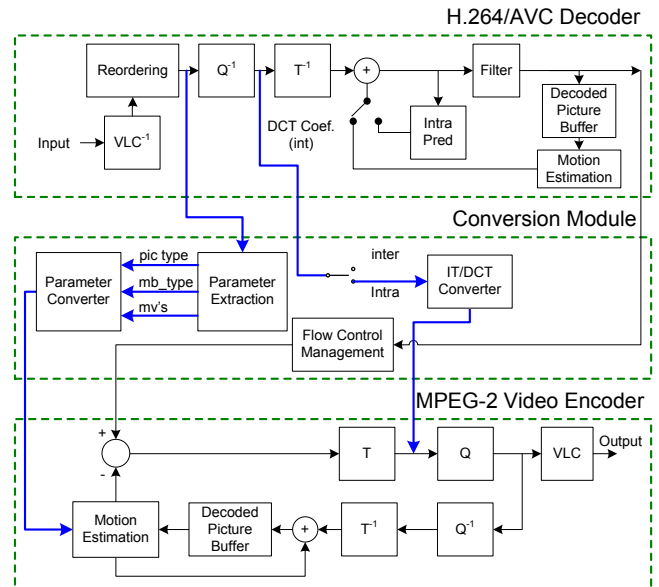 H.264/AVC Decoder
Reordering
Q-1
T-1
+
Filter
Input
VLC-1
DCT Coef.
(int)
Intra
Pred
Decoded
Picture
Buffer
Motion
Estimation
Conversion Module
Parameter
Converter
pic type
mb_type
mv's
Parameter
Extraction
inter
Intra
IT/DCT
Converter
Flow Control
Management
MPEG-2 Video Encoder
+
-
T
Q
VLC
Output
Motion
Estimation
Decoded
Picture
Buffer
+
T-1
Q-1